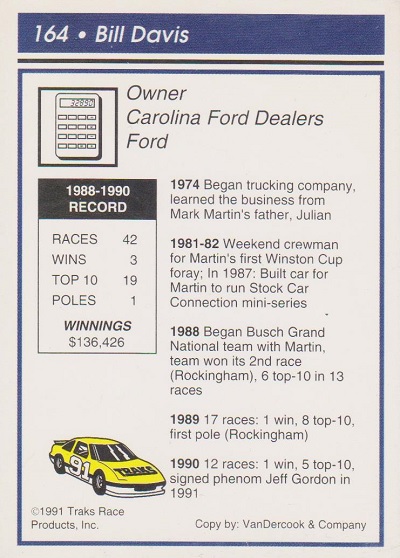 164 • Bill Davis
32890
Owner
Carolina Ford Dealers
Ford
1988-1990
RECORD
RACES 42
WINS 3
TOP 10 19
POLES 1
WINNINGS
$136,426
1974 Began trucking company,
learned the business from
Mark Martin's father, Julian
1981-82 Weekend crewman
for Martin's first Winston Cup
foray; In 1987: Built car for
Martin to run Stock Car
Connection mini-series
1988 Began Busch Grand
National team with Martin,
team won its 2nd race
(Rockingham), 6 top-10 in 13
races
1989 17 races: 1 win, 8 top-10,
first pole (Rockingham)
1990 12 races: 1 win, 5 top-10,
signed phenom Jeff Gordon in
1991
91
TRAKS
©1991 Traks Race
Products, Inc.
Copy by: VanDercook & Company